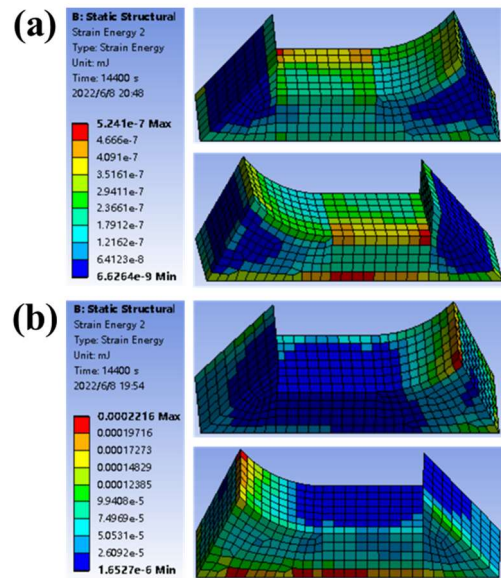 (a)
B: Static Structural
Strain Energy 2
Type: Strain Energy
Unit: mJ
Time: 14400 s
2022/6/8 20:48
5.241e-7 Max
4.666e-7
4.091e-7
3.5161e-7
2.9411e-7
2.3661e-7
1.7912e-7
1.2162e-7
6.4123e-8
6.6264e-9 Min
(b)
B: Static Structural
Strain Energy 2
Type: Strain Energy
Unit: mJ
Time: 14400 s
2022/6/8 19:54
0.0002216 Max
0.00019716
0.00017273
0.00014829
0.00012385
9.9408e-5
7.4969e-5
5.0531e-5
2.6092e-5
1.6527e-6 Min